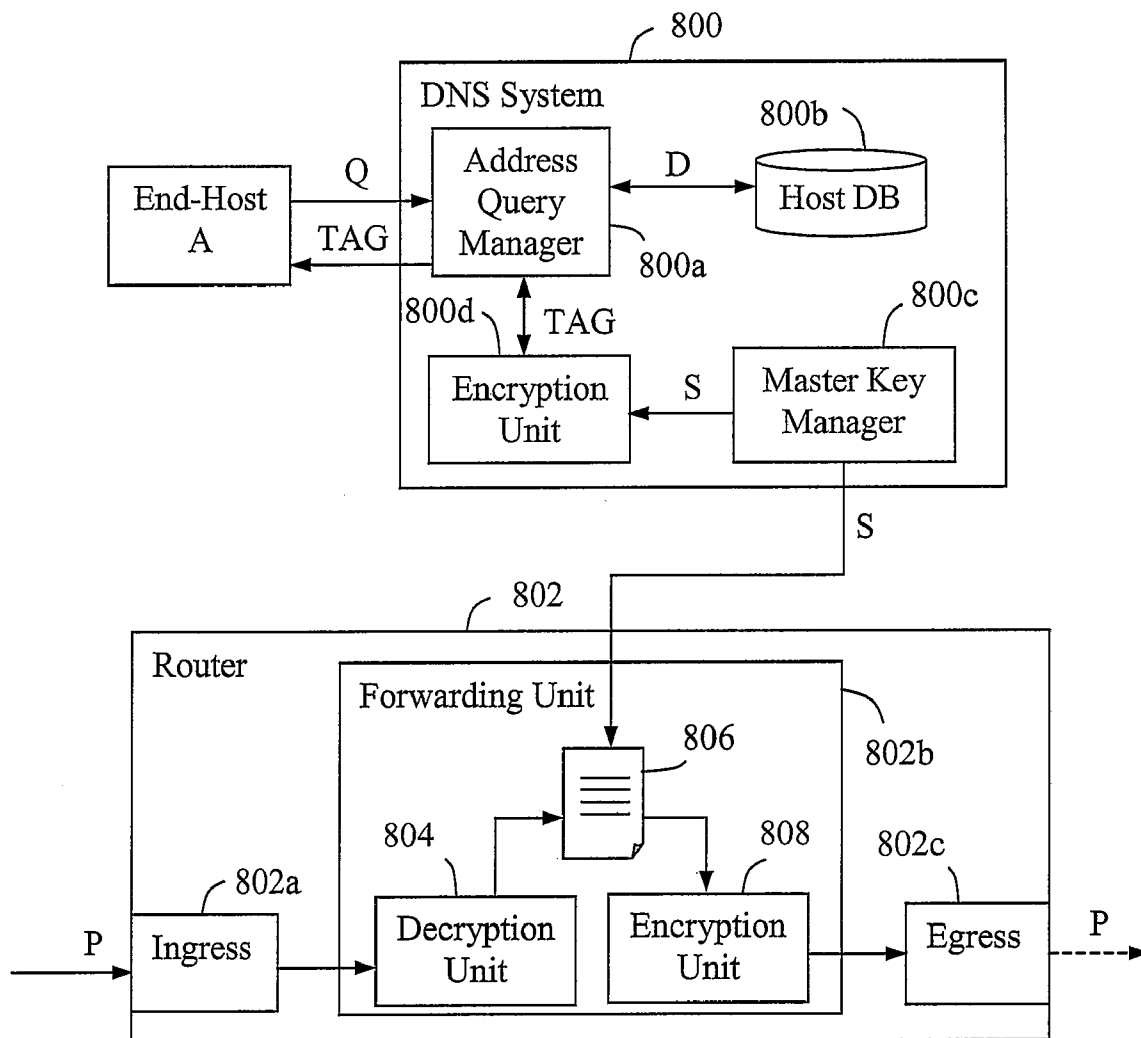 800
DNS System
800b
Address
Query
Manager
D
Host DB
End-Host
A
Q
TAG
800a
800d
800c
TAG
Encryption
Unit
S
Master Key
Manager
S
802
Router
Forwarding Unit
806
802b
804
808
802c
802a
P
Ingress
Decryption
Unit
Encryption
Unit
Egress
P